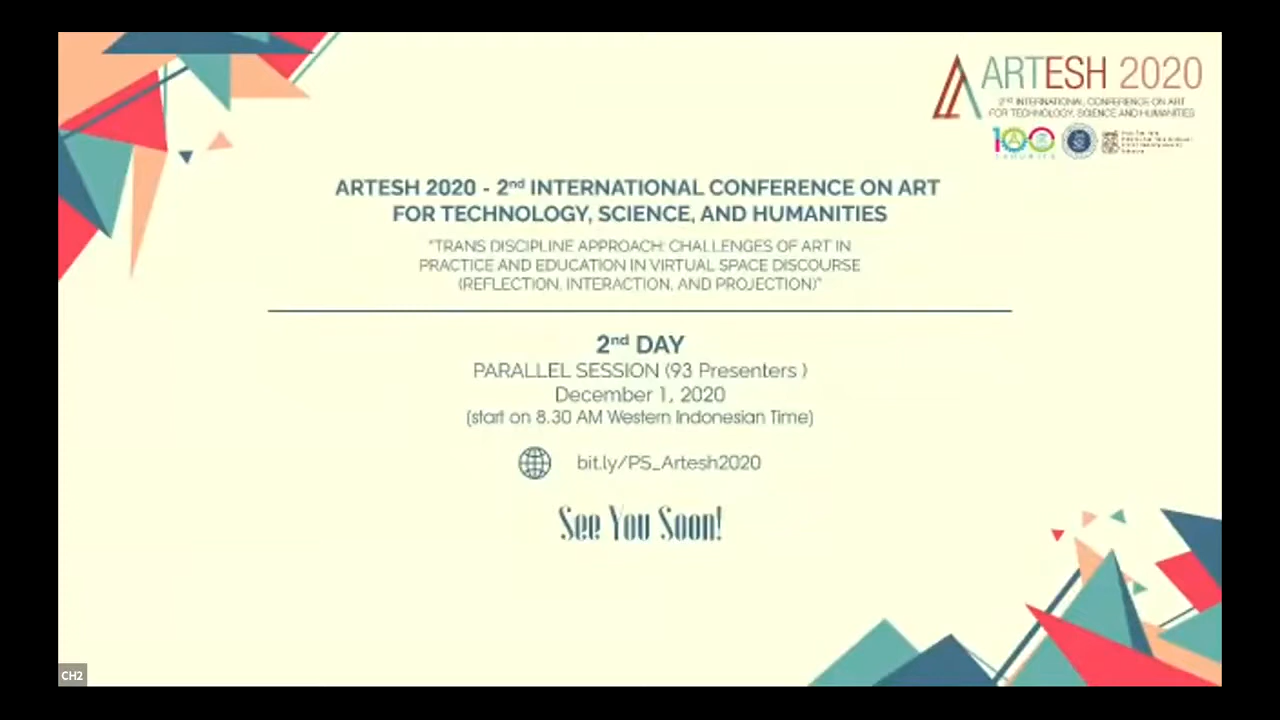 ARTESH 2020
2nd INTERNATIONAL CONFERENCE ON ART
FOR TECHNOLOGY, SCIENCE AND HUMANITIES
100
ARTESH 2020 - 2nd INTERNATIONAL CONFERENCE ON ART
FOR TECHNOLOGY, SCIENCE, AND HUMANITIES
"TRANS DISCIPLINE APPROACH: CHALLENGES OF ART IN
PRACTICE AND EDUCATION IN VIRTUAL SPACE DISCOURSE
(REFLECTION, INTERACTION, AND PROJECTION)"
2nd DAY
PARALLEL SESSION (93 Presenters )
December 1, 2020
(start on 8.30 AM Western Indonesian Time)
bit.ly/PS_Artesh2020
See You Soon!
CH2